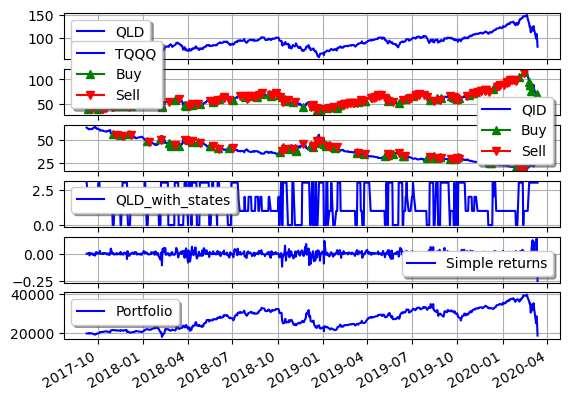 150
100
QLD
100
50
TQQQ
Buy
Sell
50
25
QID
Buy
Sell
2.5
0.0
QLD_with_states
0.00
−0.25
Simple returns
40000
20000
Portfolio
2017-10
2018-01
2018-04
2018-07
2018-10
2019-01
2019-04
2019-07
2019-10
2020-01
2020-04